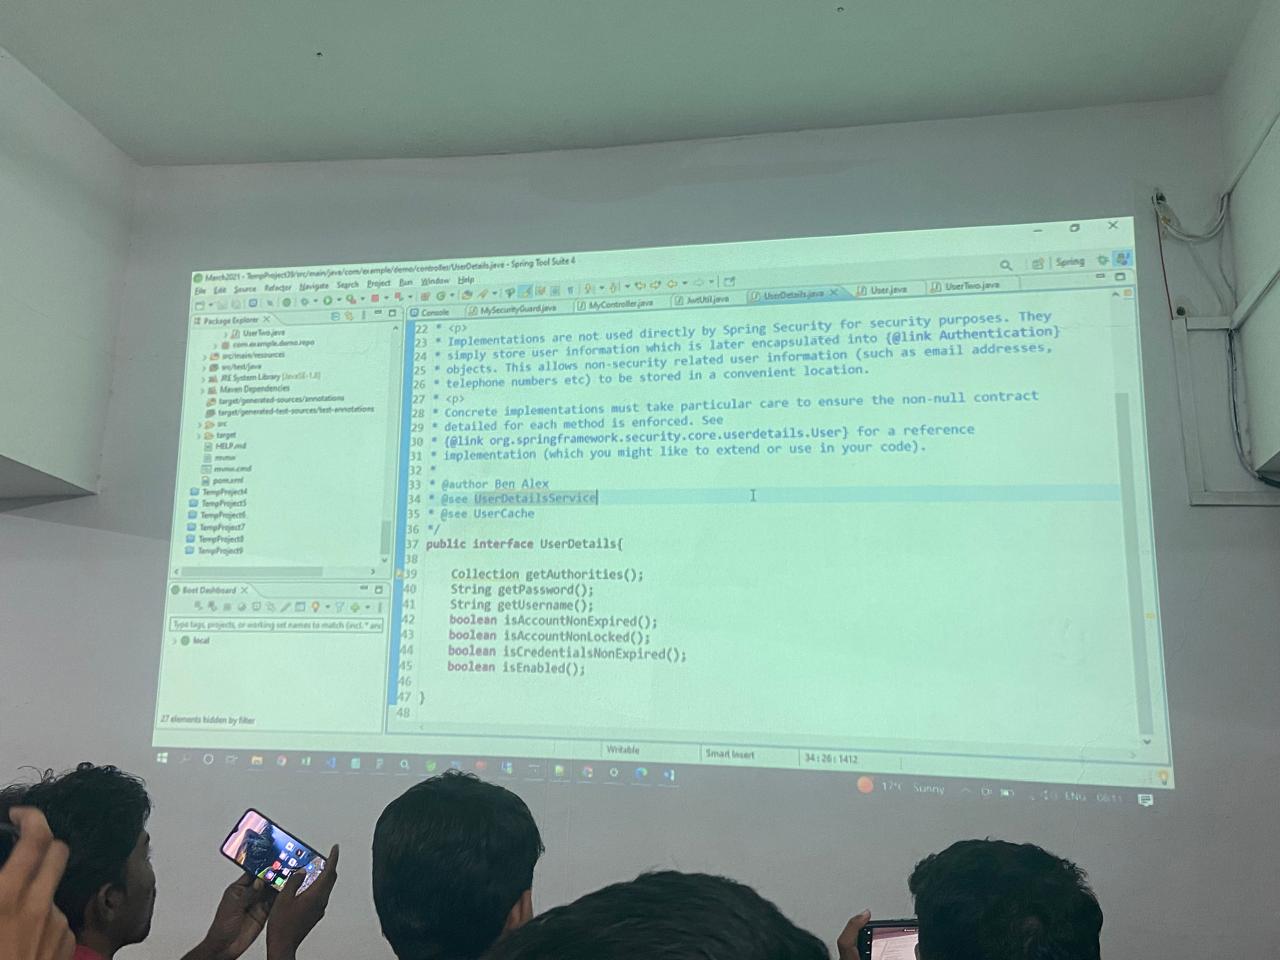 March2021 - TempProject39/src/main/java/com/example/demo/controller/UserDetails.java - Spring Tool Suite 4
File Edit Source Refactor Navigate Search Project Run Window Help
Spring
Package Explorer
Console
MySecurityGuard.java
MyController.java
JwtUtil.java
UserDetails.java
User.java
UserTwo.java
UserTwo.java
com.example.demo.repo
src/main/resources
src/test/java
JRE System Library [JavaSE-1.8]
Maven Dependencies
target/generated-sources/annotations
target/generated-test-sources/test-annotations
src
target
HELP.md
mvnw
mvnw.cmd
pom.xml
TempProject4
TempProject5
TempProject6
TempProject7
TempProject8
TempProject9
22 * <p>
23 * Implementations are not used directly by Spring Security for security purposes. They
24 * simply store user information which is later encapsulated into {@link Authentication}
25 * objects. This allows non-security related user information (such as email addresses,
26 * telephone numbers etc) to be stored in a convenient location.
27 * <p>
28 * Concrete implementations must take particular care to ensure the non-null contract
29 * detailed for each method is enforced. See
30 * {@link org.springframework.security.core.userdetails.User} for a reference
31 * implementation (which you might like to extend or use in your code).
32 *
33 * @author Ben Alex
34 * @see UserDetailsService
35 * @see UserCache
36 */
37 public interface UserDetails{
38
39 Collection getAuthorities();
40 String getPassword();
41 String getUsername();
42 boolean isAccountNonExpired();
43 boolean isAccountNonLocked();
44 boolean isCredentialsNonExpired();
45 boolean isEnabled();
46
47 }
48
Boot Dashboard
Type tags, projects, or working set names to match (incl. * and
local
27 elements hidden by filter
Writable
Smart Insert
34:26:1412
17°C Sunny
ENG